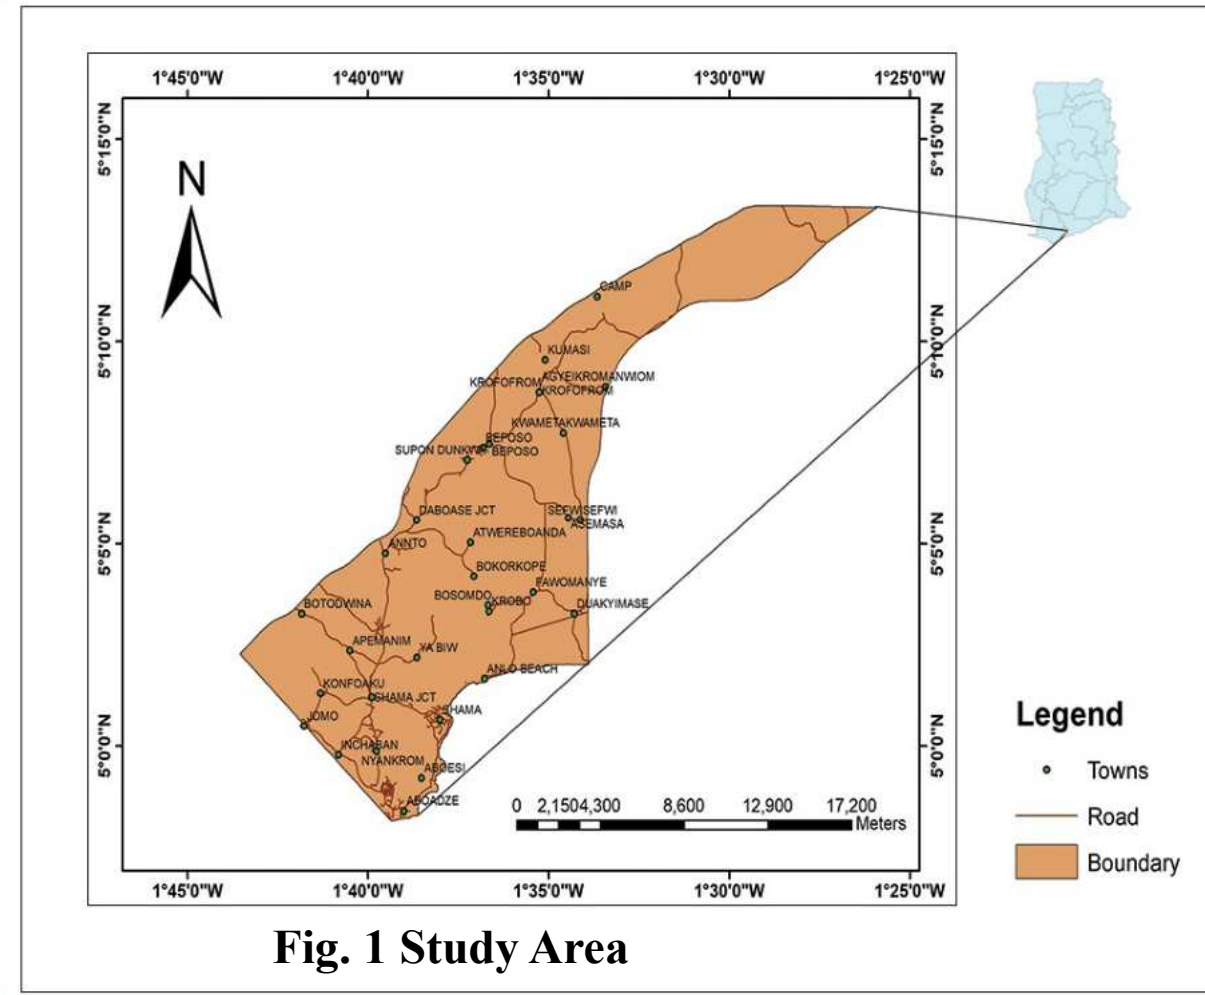 1°45'0"W 1°40'0"W 1°35'0"W 1°30'0"W 1°25'0"W
5°15'0"N 5°15'0"N
N
CAMP
5°10'0"N 5°10'0"N
KUMASI
AGYEIKROMANWIOM
KROFOFROM
KROFOFROM
KWAMETAKWAMETA
BEPOSO
SUPON DUNKWA BEPOSO
DABOASE JCT
SEFWI SEFWI
ASEMASA
ATWEREBOANDA
5°5'0"N 5°5'0"N
ANNTO
BOKORKOPE
FAWOMANYE
BOSOMDO KROBO
DUAKYIMASE
BOTODWINA
APEMANIM YA BIW
ANLO BEACH
KONFOAKU
SHAMA JCT
SHAMA
JOMO
5°0'0"N 5°0'0"N
INCHABAN
NYANKROM
ABOESI
ABOADZE
0 2,150 4,300 8,600 12,900 17,200
Meters
1°45'0"W 1°40'0"W 1°35'0"W 1°30'0"W 1°25'0"W
Legend
Towns
Road
Boundary
Fig. 1 Study Area